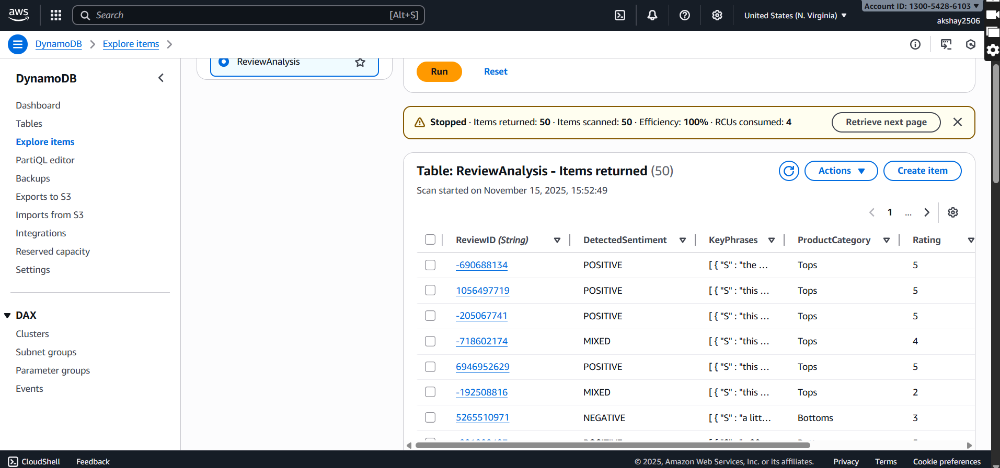 aws
Search [Alt+S]
United States (N. Virginia) ▼
Account ID: 1300-5428-6103 ▼
akshay2506
DynamoDB > Explore items >
DynamoDB
Dashboard
Tables
Explore items
PartiQL editor
Backups
Exports to S3
Imports from S3
Integrations
Reserved capacity
Settings
DAX
Clusters
Subnet groups
Parameter groups
Events
ReviewAnalysis
Run Reset
Stopped · Items returned: 50 · Items scanned: 50 · Efficiency: 100% · RCUs consumed: 4
Retrieve next page
Table: ReviewAnalysis - Items returned (50)
Actions ▼ Create item
Scan started on November 15, 2025, 15:52:49
< 1 ... >
ReviewID (String) DetectedSentiment KeyPhrases ProductCategory Rating
-690688134 POSITIVE [ { "S" : "the ... Tops 5
1056497719 POSITIVE [ { "S" : "this ... Tops 5
-205067741 POSITIVE [ { "S" : "this ... Tops 5
-718602174 MIXED [ { "S" : "this ... Tops 4
6946952629 POSITIVE [ { "S" : "this ... Tops 5
-192508816 MIXED [ { "S" : "this ... Tops 2
5265510971 NEGATIVE [ { "S" : "a litt... Bottoms 3
CloudShell Feedback
© 2025, Amazon Web Services, Inc. or its affiliates. Privacy Terms Cookie preferences